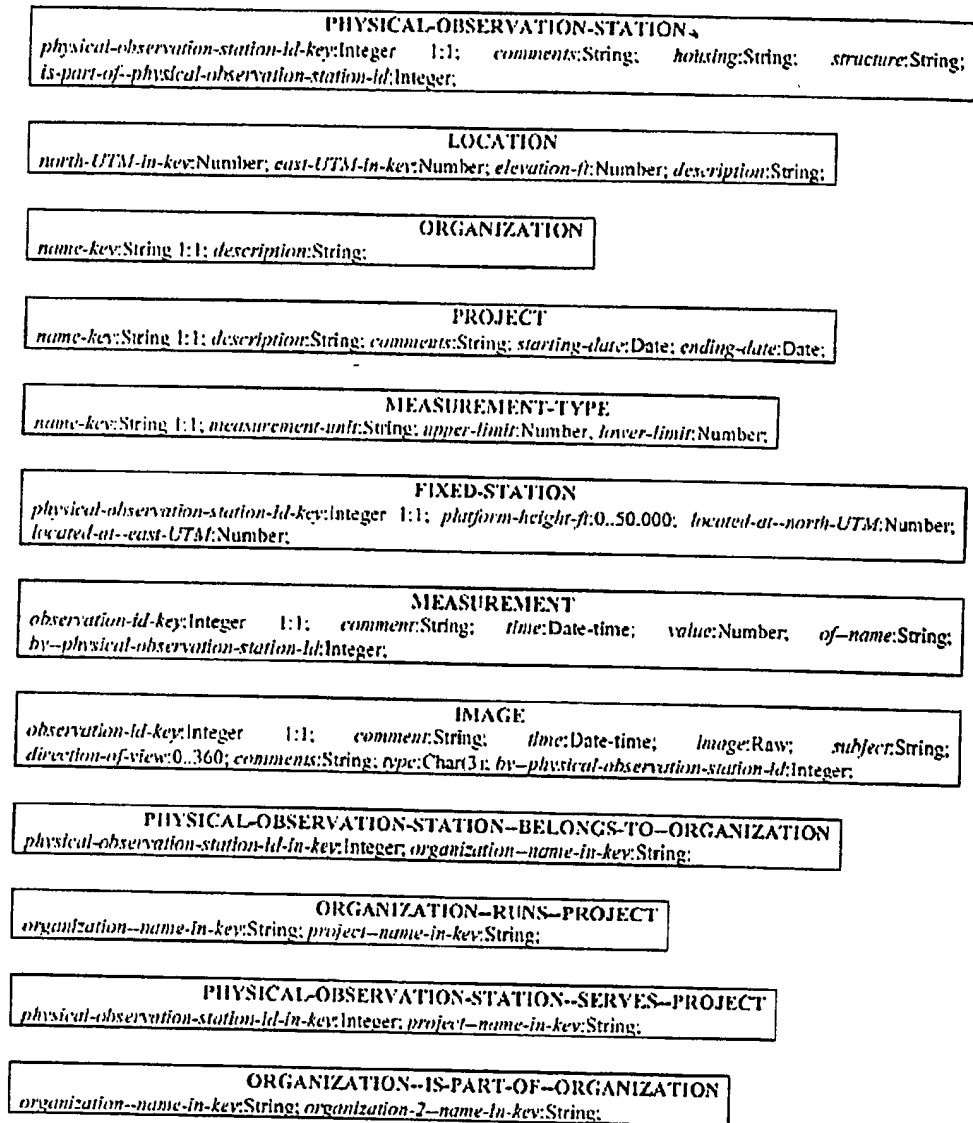 PHYSICAL-OBSERVATION-STATION
physical-observation-station-id-key:Integer 1:1; comments:String; housing:String; structure:String;
is-part-of--physical-observation-station-id:Integer;
LOCATION
north-UTM-in-key:Number; east-UTM-in-key:Number; elevation-ft:Number; description:String;
ORGANIZATION
name-key:String 1:1; description:String;
PROJECT
name-key:String 1:1; description:String; comments:String; starting-date:Date; ending-date:Date;
MEASUREMENT-TYPE
name-key:String 1:1; measurement-unit:String; upper-limit:Number, lower-limit:Number;
FIXED-STATION
physical-observation-station-id-key:Integer 1:1; platform-height-ft:0..50.000; located-at--north-UTM:Number;
located-at--east-UTM:Number;
MEASUREMENT
observation-id-key:Integer 1:1; comment:String; time:Date-time; value:Number; of--name:String;
by--physical-observation-station-id:Integer;
IMAGE
observation-id-key:Integer 1:1; comment:String; time:Date-time; image:Raw; subject:String;
direction-of-view:0..360; comments:String; type:Char(3); by--physical-observation-station-id:Integer;
PHYSICAL-OBSERVATION-STATION--BELONGS-TO--ORGANIZATION
physical-observation-station-id-in-key:Integer; organization--name-in-key:String;
ORGANIZATION--RUNS--PROJECT
organization--name-in-key:String; project--name-in-key:String;
PHYSICAL-OBSERVATION-STATION--SERVES--PROJECT
physical-observation-station-id-in-key:Integer; project--name-in-key:String;
ORGANIZATION--IS-PART-OF--ORGANIZATION
organization--name-in-key:String; organization-2--name-in-key:String;